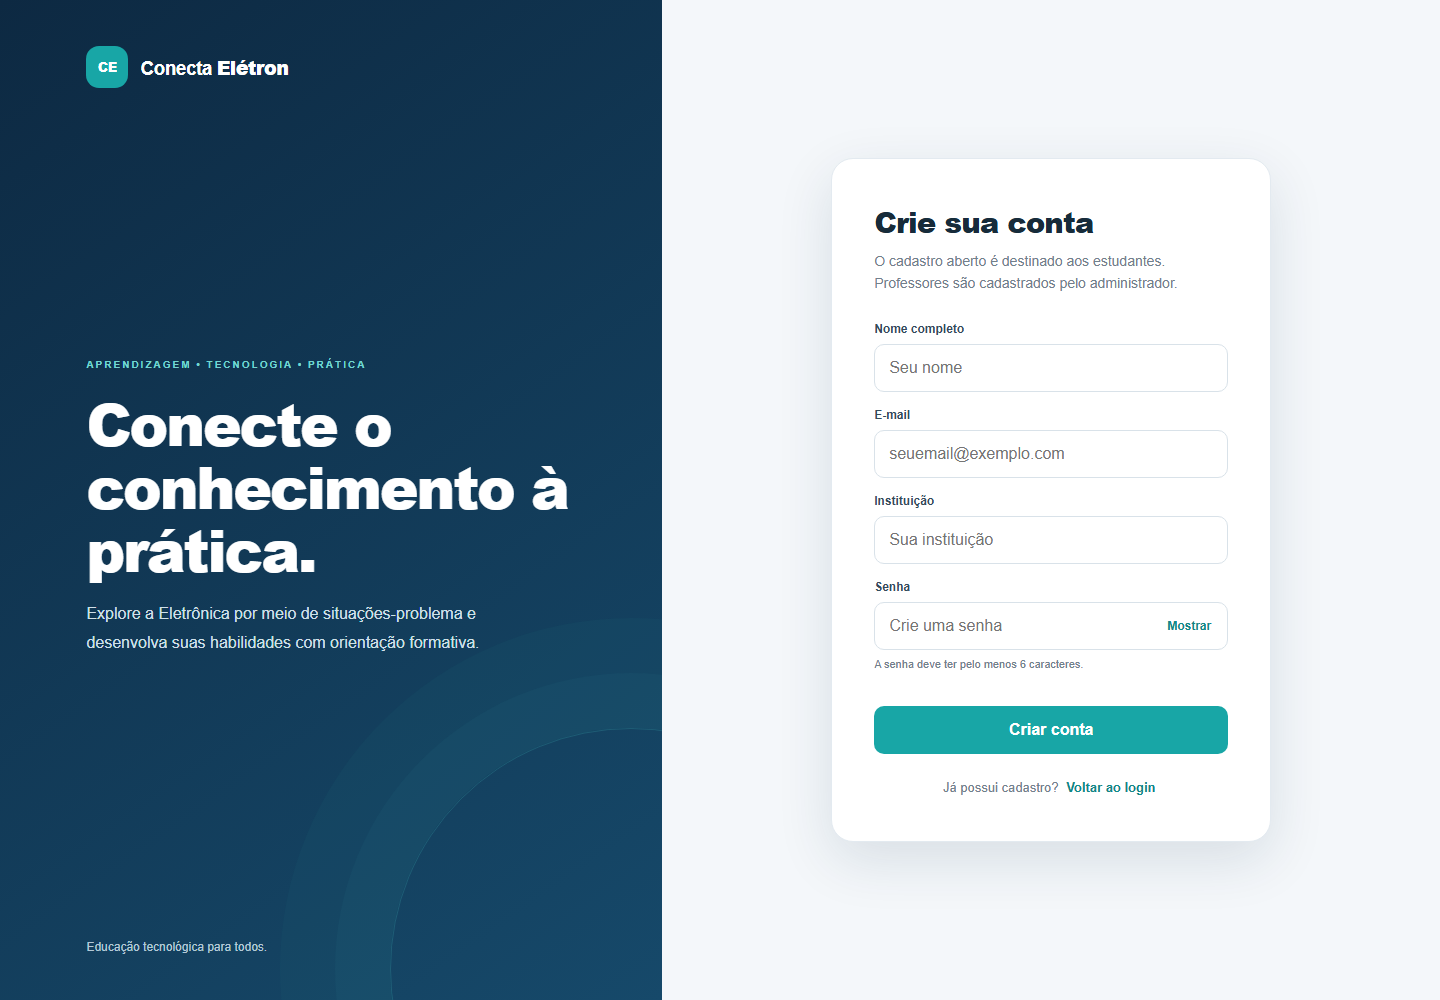 CE
Conecta Elétron
APRENDIZAGEM • TECNOLOGIA • PRÁTICA
Conecte o
conhecimento à
prática.
Explore a Eletrônica por meio de situações-problema e
desenvolva suas habilidades com orientação formativa.
Educação tecnológica para todos.
Crie sua conta
O cadastro aberto é destinado aos estudantes.
Professores são cadastrados pelo administrador.
Nome completo
Seu nome
E-mail
seuemail@exemplo.com
Instituição
Sua instituição
Senha
Crie uma senha
Mostrar
A senha deve ter pelo menos 6 caracteres.
Criar conta
Já possui cadastro? Voltar ao login